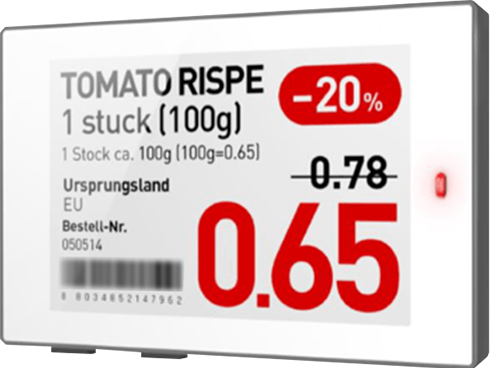 TOMATO RISPE
-20%
1 stuck (100g)
1 Stock ca. 100g (100g=0.65)
0.78
Ursprungsland
EU
0.65
Bestell-Nr.
050514
8 8034852147962